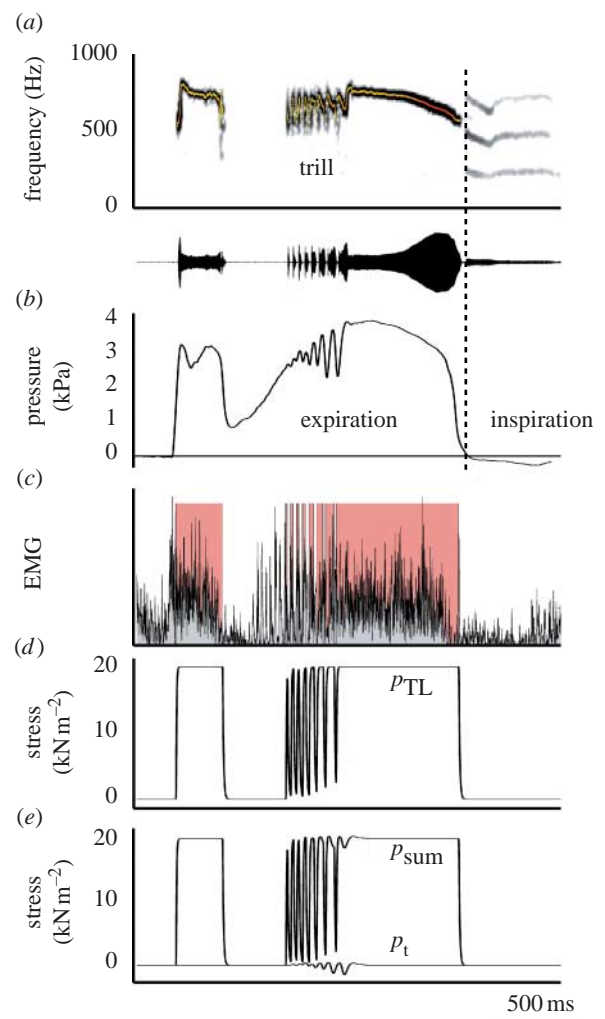 (a)
1000
500
0
frequency (Hz)
trill
(b)
4
3
2
1
0
pressure
(kPa)
expiration
inspiration
(c)
EMG
(d)
20
10
0
stress
(kN m−2)
pTL
(e)
20
10
0
stress
(kN m−2)
psum
pt
500 ms